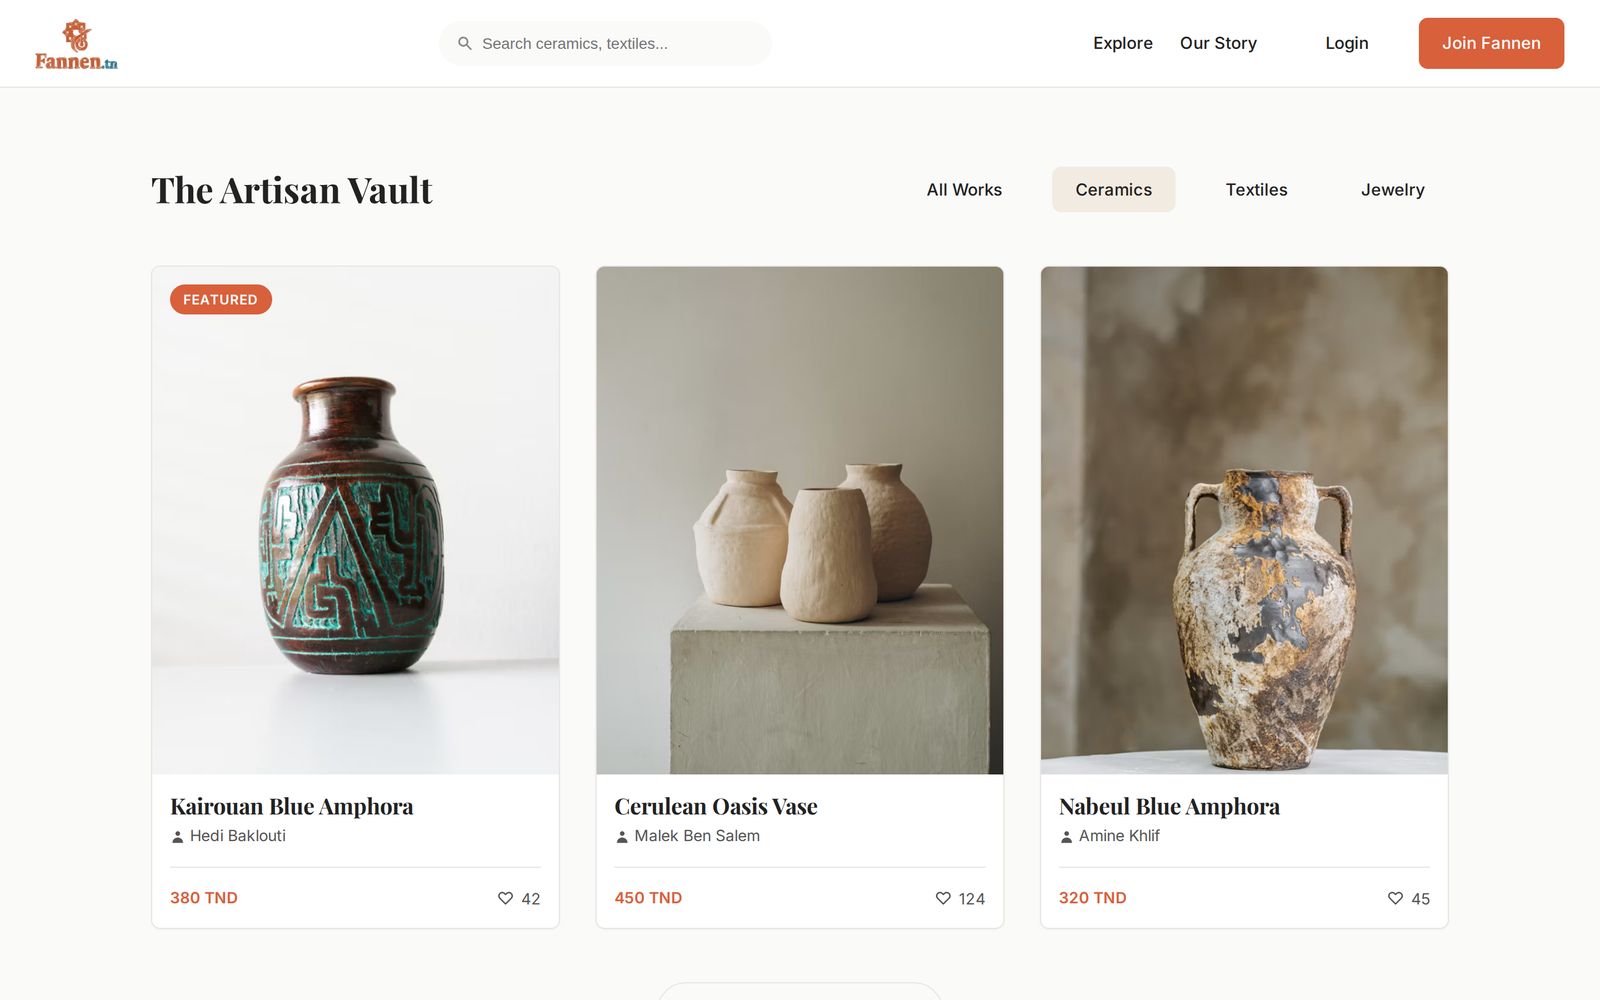 Fannen.tn
Search ceramics, textiles...
Explore
Our Story
Login
Join Fannen
The Artisan Vault
All Works
Ceramics
Textiles
Jewelry
FEATURED
Kairouan Blue Amphora
Hedi Baklouti
380 TND
42
Cerulean Oasis Vase
Malek Ben Salem
450 TND
124
Nabeul Blue Amphora
Amine Khlif
320 TND
45